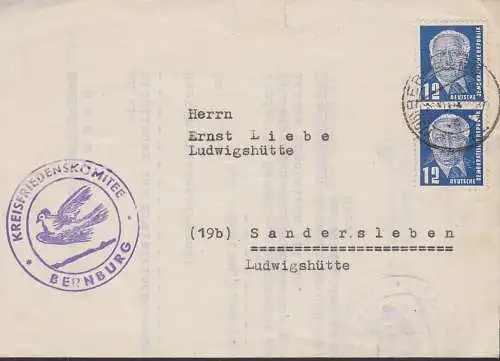 Herrn
Ernst Liebe
Ludwigshütte
(19b) Sandersleben
Ludwigshütte
KREISFRIEDENSKOMITEE
BERNBURG
12
DEUTSCHE
DEMOKRATISCHE REPUBLIK
12
DEUTSCHE
DEMOKRATISCHE REPUBLIK